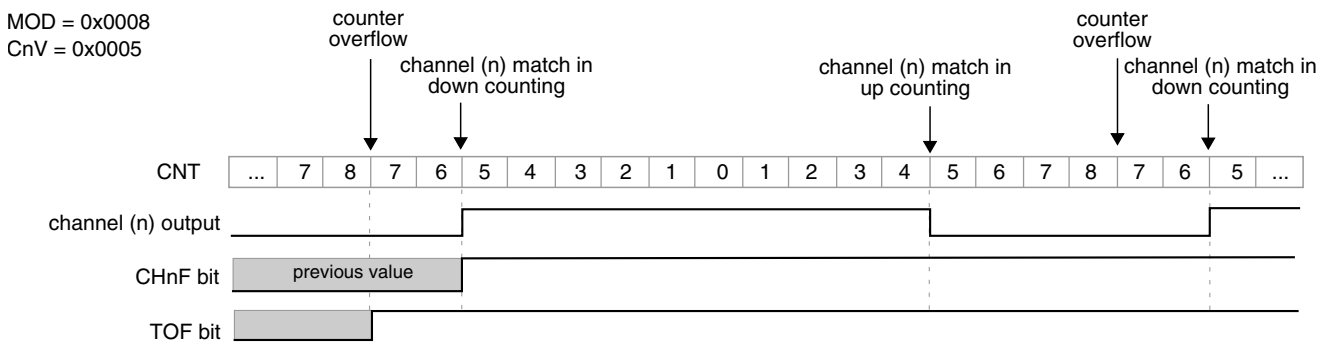 MOD = 0x0008
CnV = 0x0005
counter
overflow
channel (n) match in
down counting
channel (n) match in
up counting
counter
overflow
channel (n) match in
down counting
CNT ... 7 8 7 6 5 4 3 2 1 0 1 2 3 4 5 6 7 8 7 6 5 ...
channel (n) output
CHnF bit previous value
TOF bit